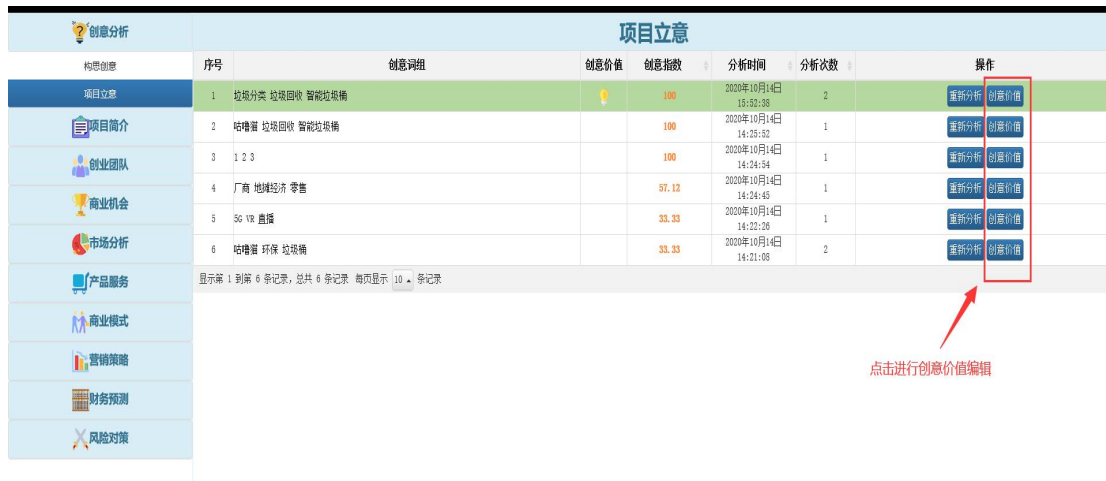 创意分析
构思创意
项目立意
项目简介
创业团队
商业机会
市场分析
产品服务
商业模式
营销策略
财务预测
风险对策
项目立意
序号 创意词组 创意价值 创意指数 分析时间 分析次数 操作
1 垃圾分类 垃圾回收 智能垃圾桶 100 2020年10月14日 15:52:38 2 重新分析 创意价值
2 咕噜猫 垃圾回收 智能垃圾桶 100 2020年10月14日 14:25:52 1 重新分析 创意价值
3 1 2 3 100 2020年10月14日 14:24:54 1 重新分析 创意价值
4 厂商 地摊经济 零售 57.12 2020年10月14日 14:24:45 1 重新分析 创意价值
5 5G VR 直播 33.33 2020年10月14日 14:22:26 1 重新分析 创意价值
6 咕噜猫 环保 垃圾桶 33.33 2020年10月14日 14:21:08 2 重新分析 创意价值
显示第 1 到第 6 条记录，总共 6 条记录 每页显示 10 条记录
点击进行创意价值编辑